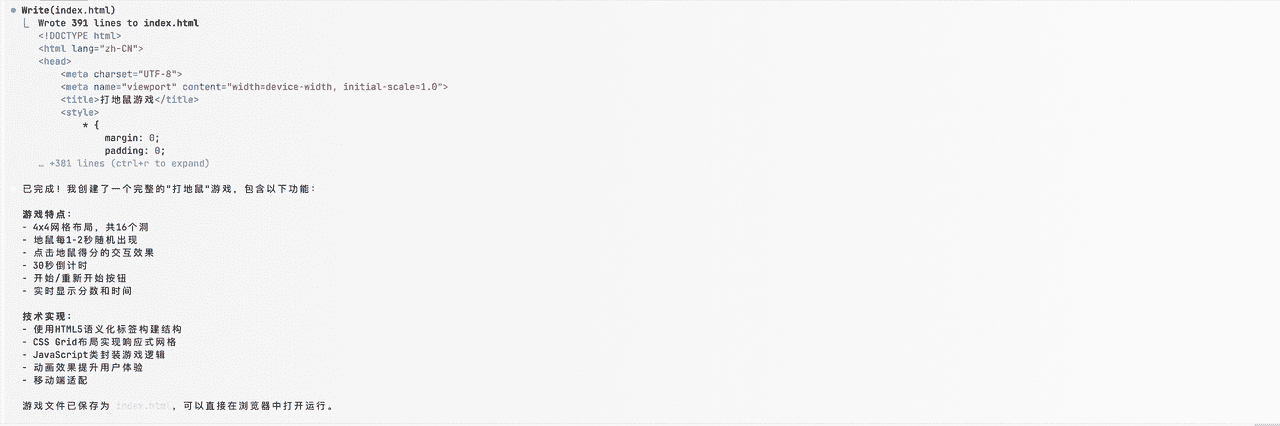 ● Write(index.html)
⎿ Wrote 391 lines to index.html
<!DOCTYPE html>
<html lang="zh-CN">
<head>
<meta charset="UTF-8">
<meta name="viewport" content="width=device-width, initial-scale=1.0">
<title>打地鼠游戏</title>
<style>
* {
margin: 0;
padding: 0;
… +381 lines (ctrl+r to expand)
已完成！我创建了一个完整的"打地鼠"游戏，包含以下功能：
游戏特点：
- 4x4网格布局，共16个洞
- 地鼠每1-2秒随机出现
- 点击地鼠得分的交互效果
- 30秒倒计时
- 开始/重新开始按钮
- 实时显示分数和时间
技术实现：
- 使用HTML5语义化标签构建结构
- CSS Grid布局实现响应式网格
- JavaScript类封装游戏逻辑
- 动画效果提升用户体验
- 移动端适配
游戏文件已保存为 index.html，可以直接在浏览器中打开运行。